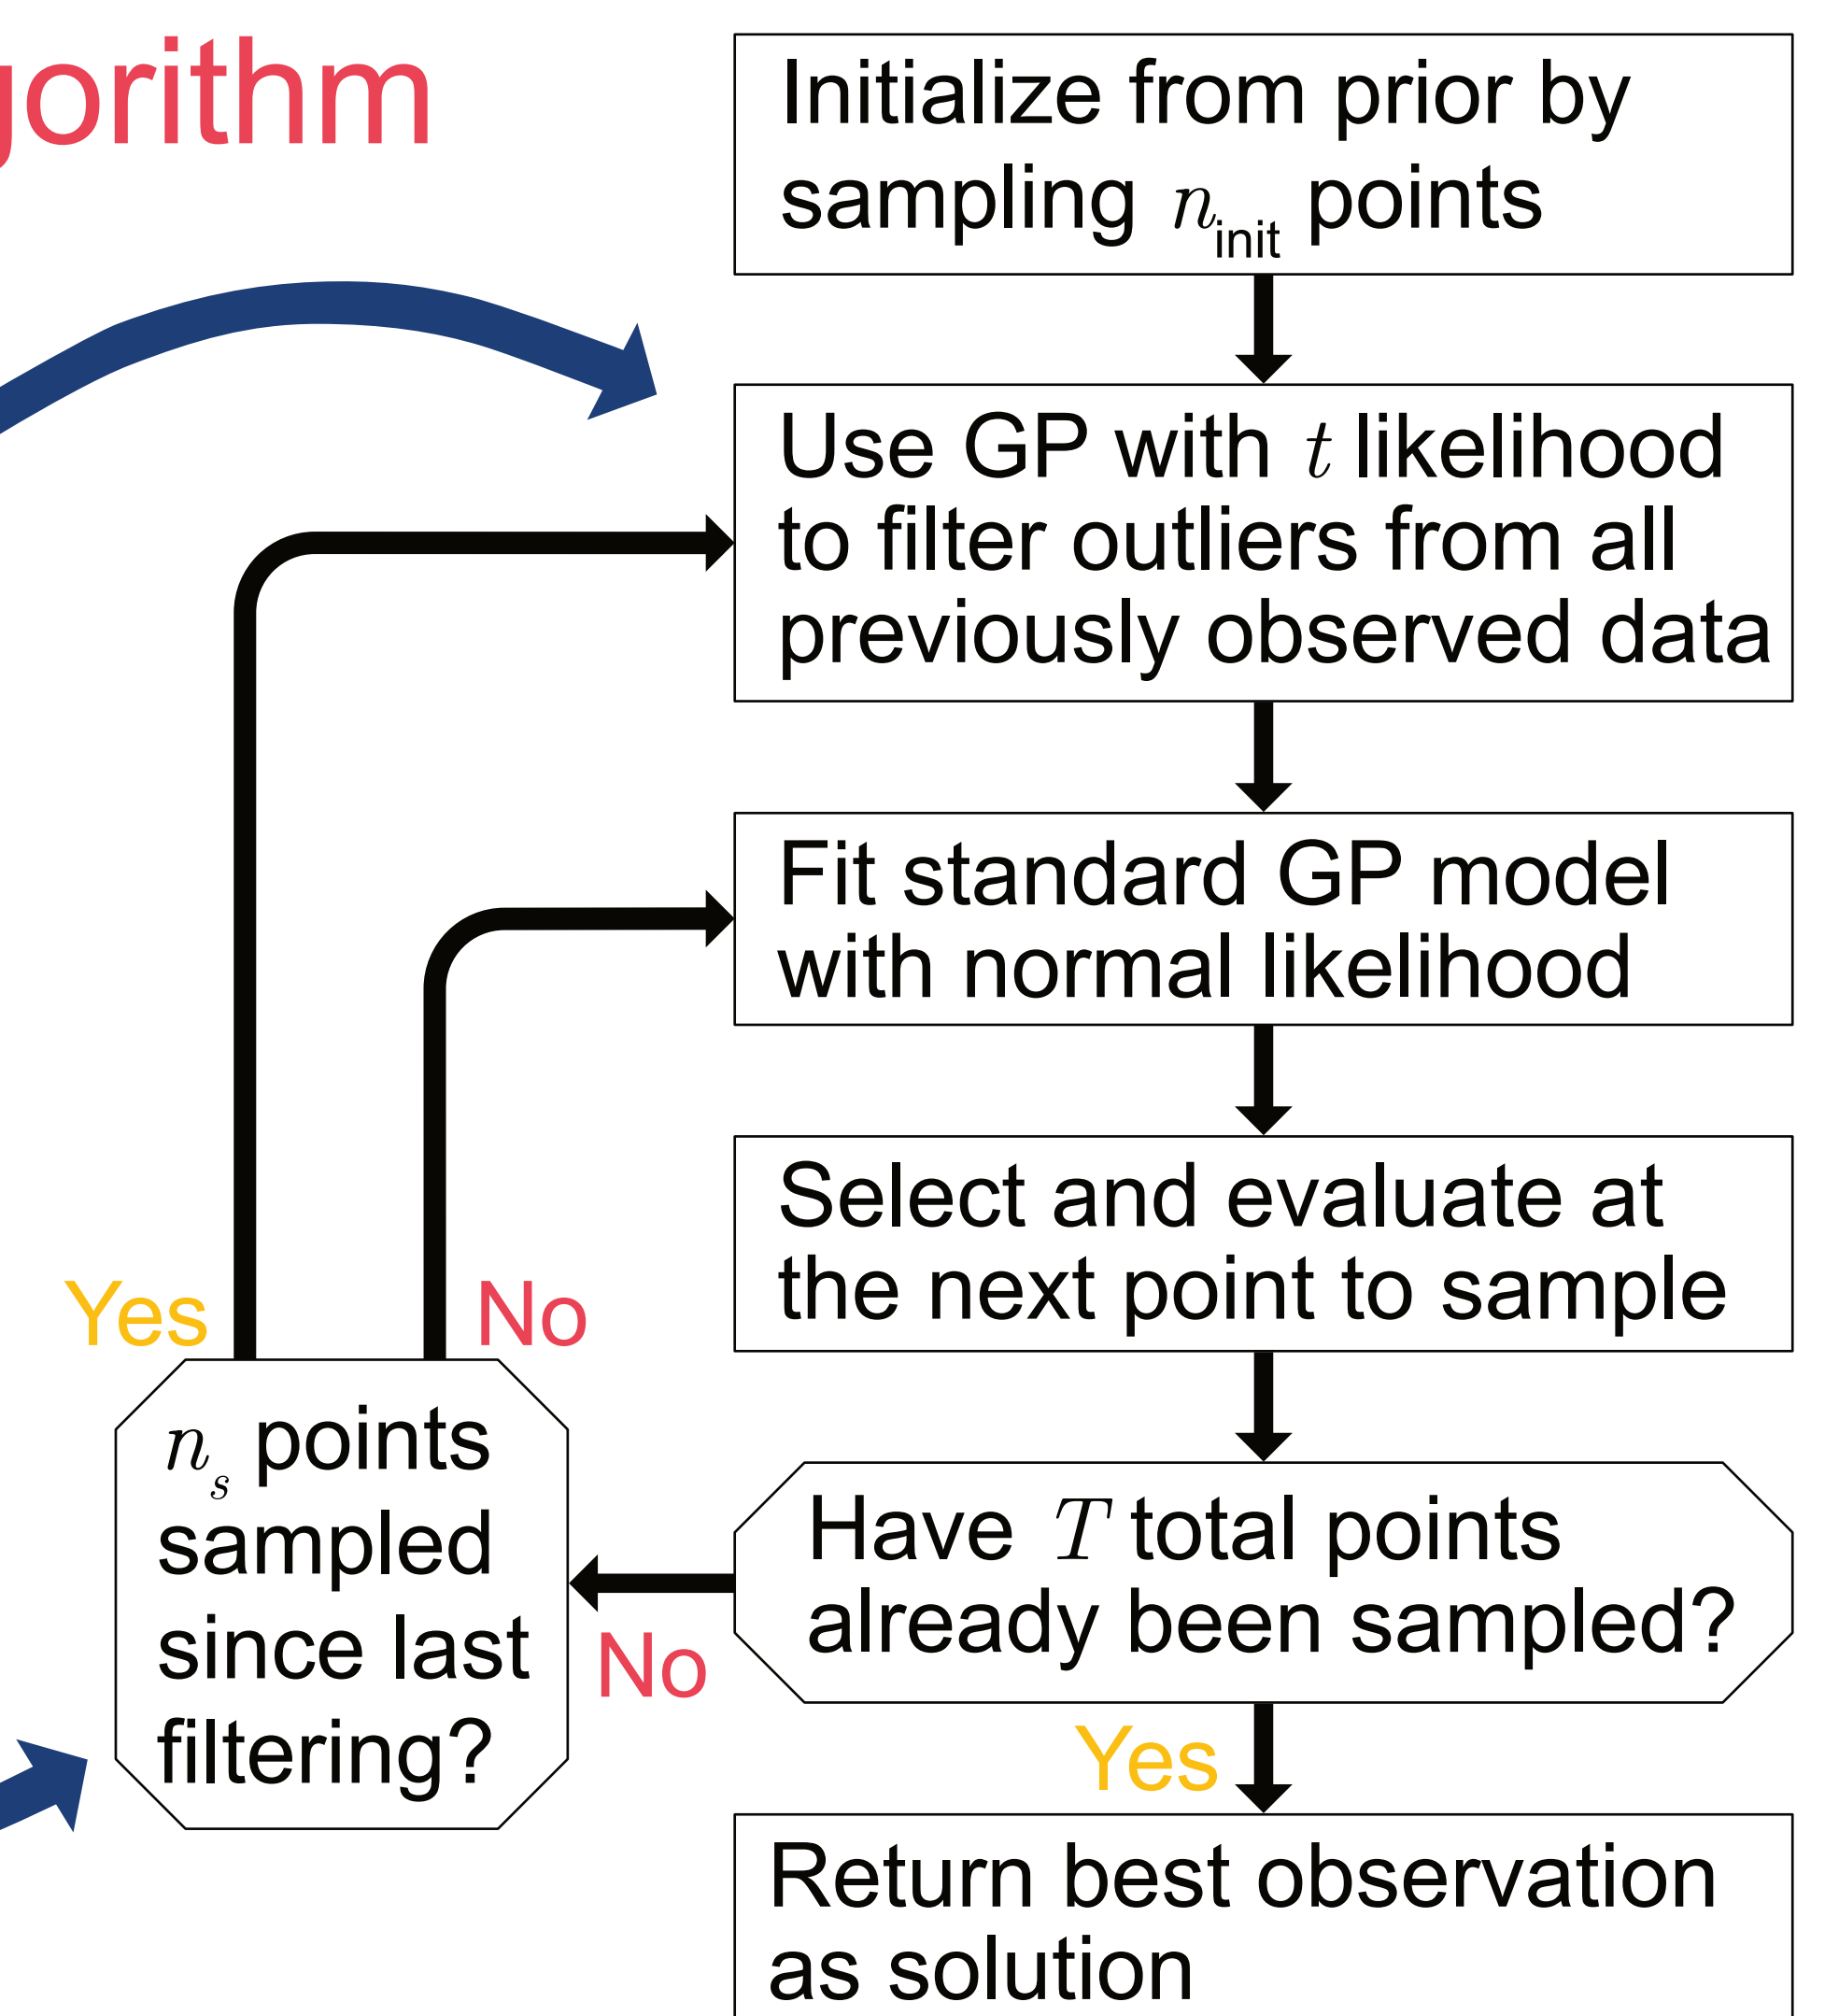 gorithm
Initialize from prior by
sampling n_init points
Use GP with t likelihood
to filter outliers from all
previously observed data
Fit standard GP model
with normal likelihood
Select and evaluate at
the next point to sample
Yes
No
n_s points
sampled
since last
filtering?
Have T total points
already been sampled?
No
Yes
Return best observation
as solution